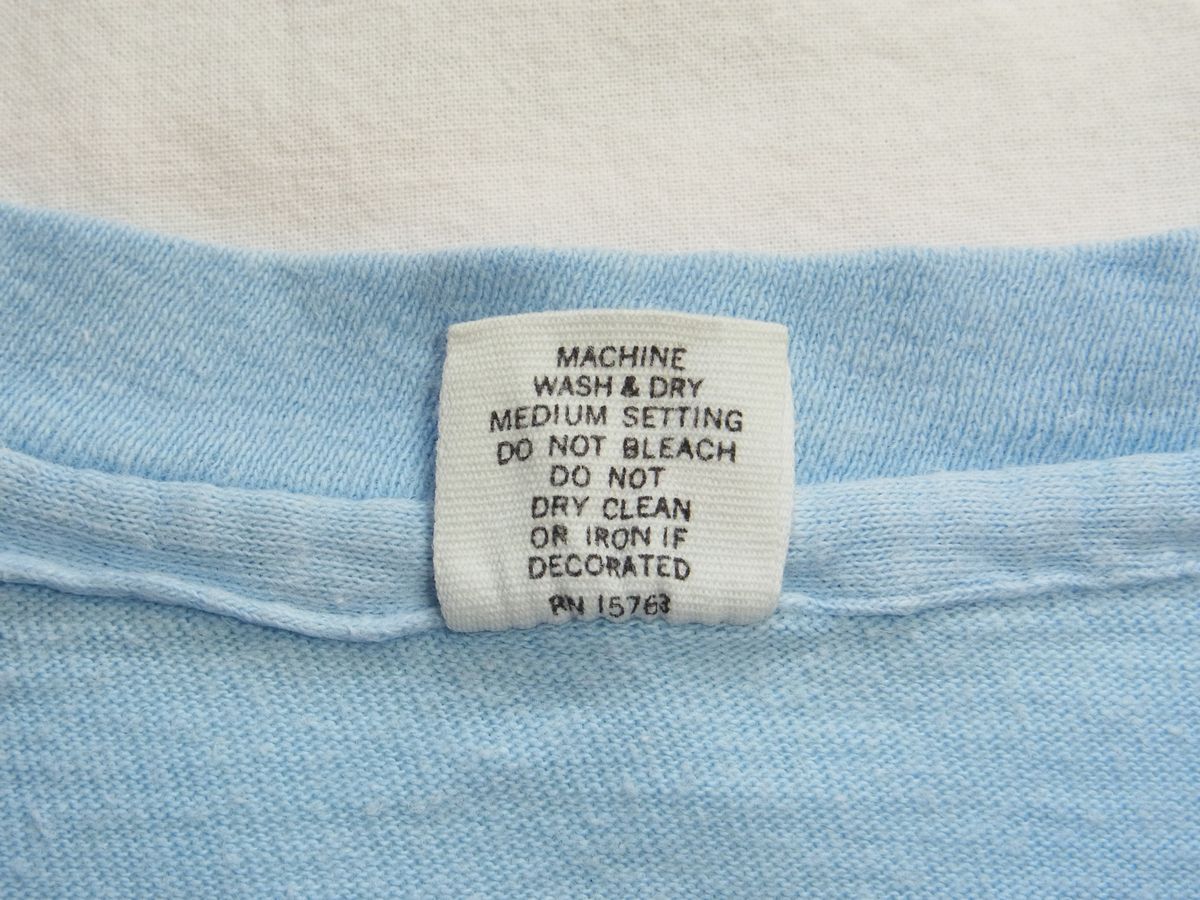 MACHINE
WASH & DRY
MEDIUM SETTING
DO NOT BLEACH
DO NOT
DRY CLEAN
OR IRON IF
DECORATED
RN 15763